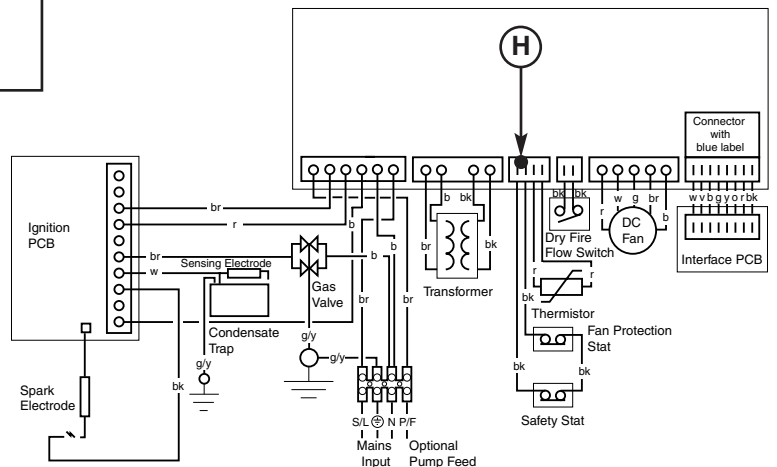 H
Connector
with
blue label
b bk
bk bk
w g br
w v b g y o r bk
r b
br
r b
Ignition
PCB
DC
Fan
br bk
Dry Fire
Flow Switch
Interface PCB
b
br b
Sensing Electrode
w
Gas
Valve
Transformer
r r
bk
br br
Thermistor
Condensate
Trap
g/y
Fan Protection
Stat
g/y
g/y
bk
bk bk
Spark
Electrode
S/L N P/F
Safety Stat
Mains
Input
Optional
Pump Feed